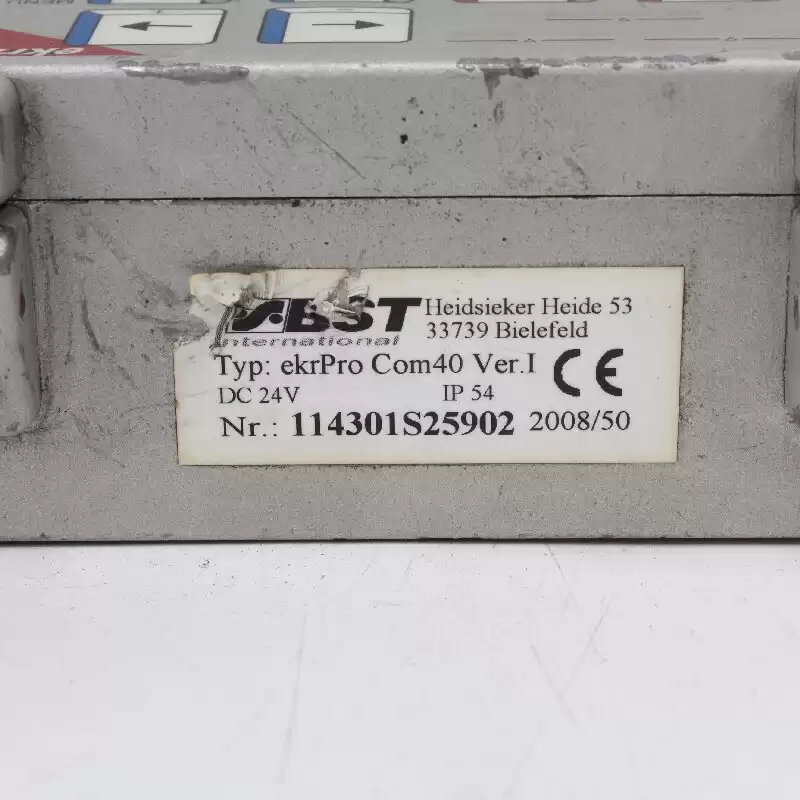 BST Heidsieker Heide 53
international 33739 Bielefeld
Typ: ekrPro Com40 Ver.I CE
DC 24V IP 54
Nr.: 114301S25902 2008/50